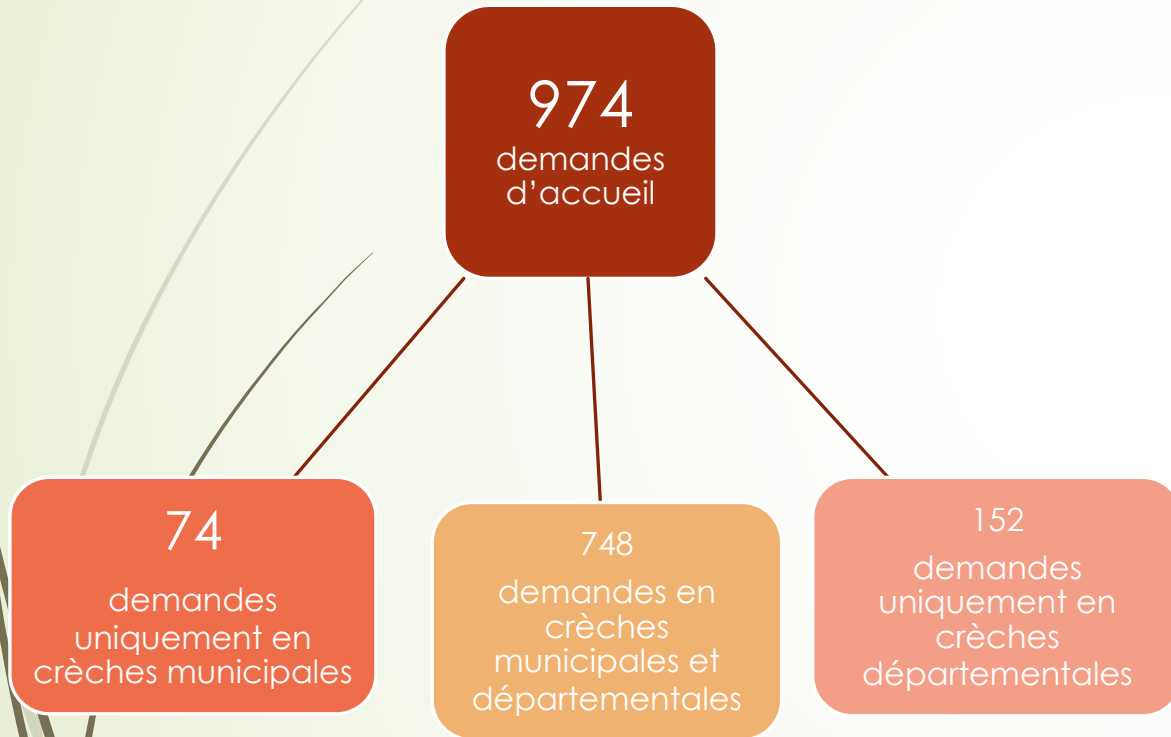 974
demandes
d’accueil
74
demandes
uniquement en
crèches municipales
748
demandes en
crèches
municipales et
départementales
152
demandes
uniquement en
crèches
départementales